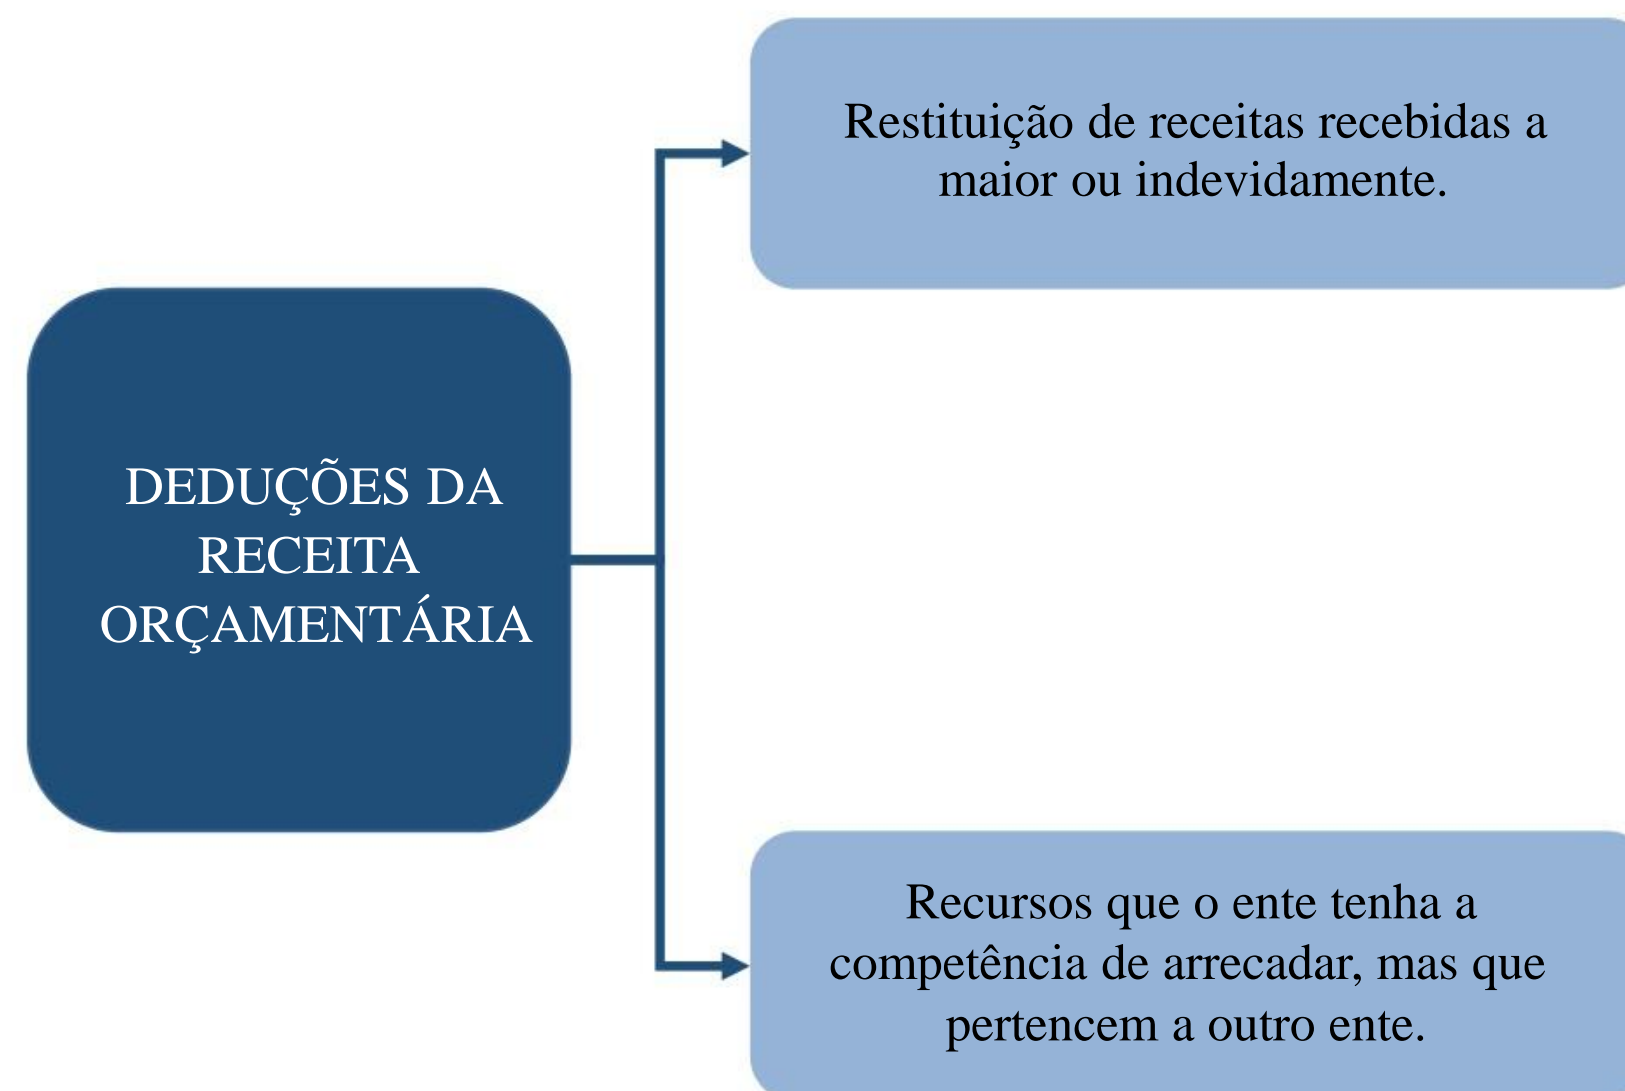 Restituição de receitas recebidas a
maior ou indevidamente.
DEDUÇÕES DA
RECEITA
ORÇAMENTÁRIA
Recursos que o ente tenha a
competência de arrecadar, mas que
pertencem a outro ente.